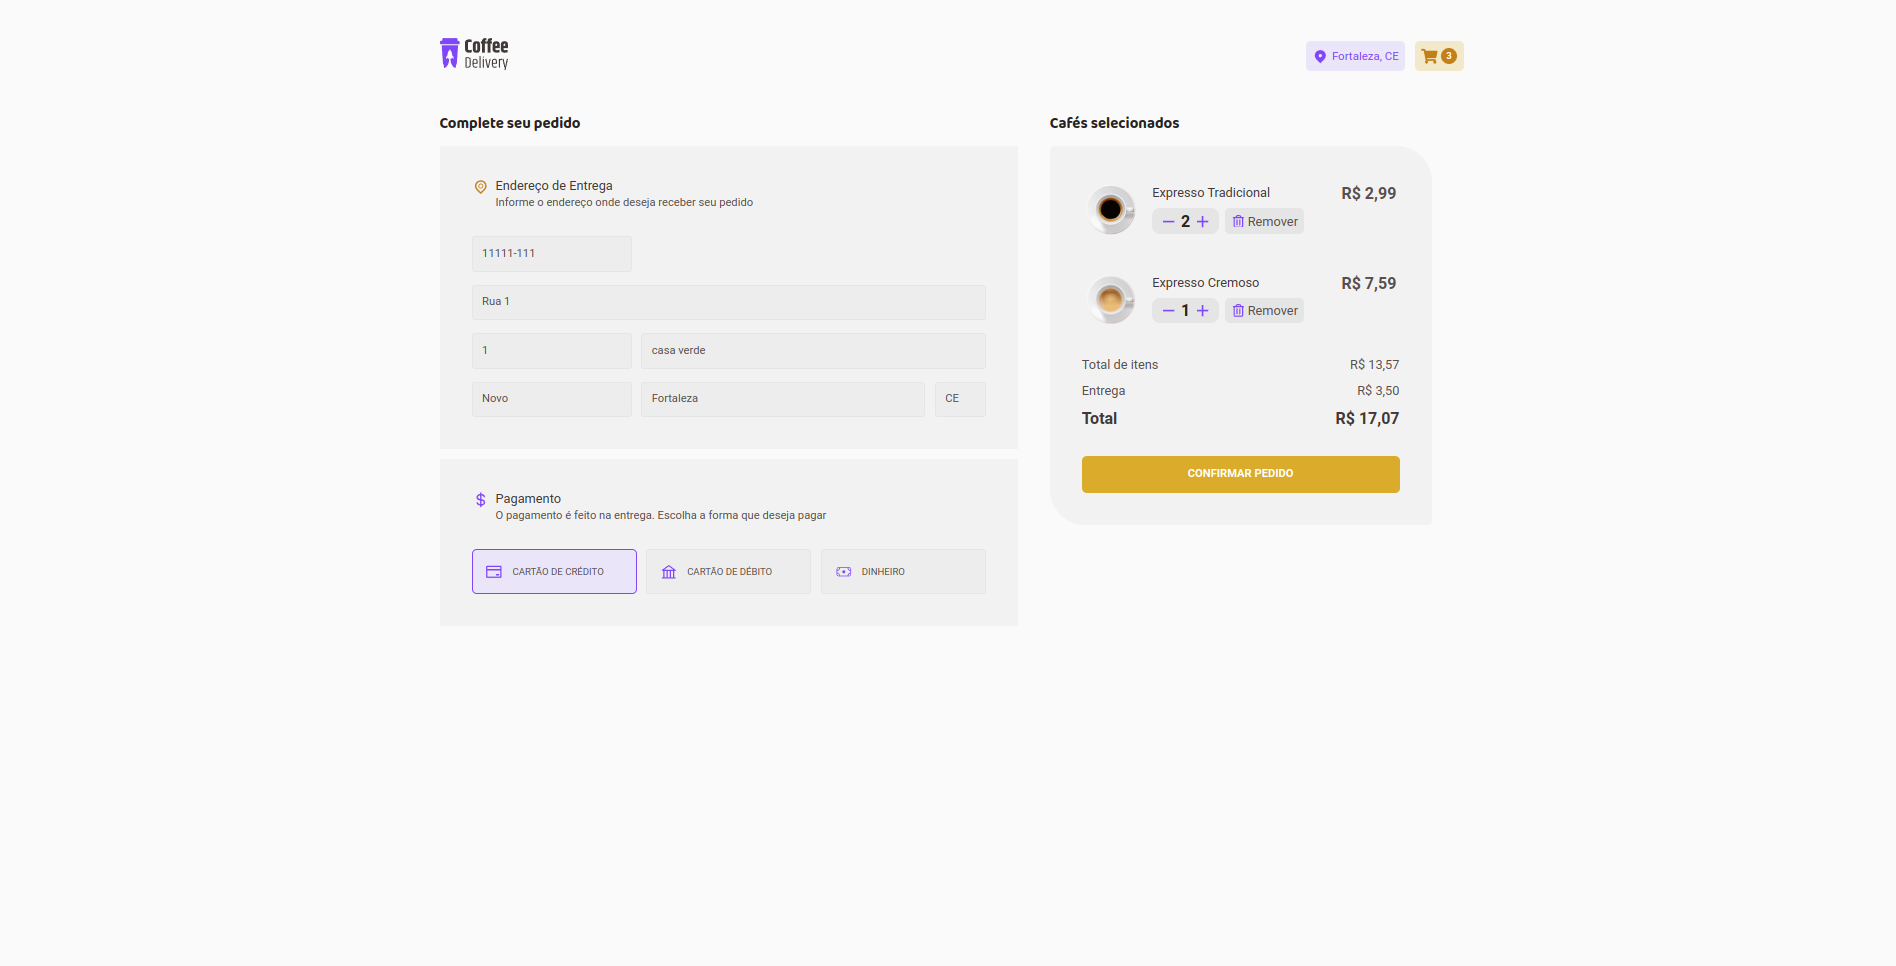 Coffee
Delivery
Fortaleza, CE
3
Complete seu pedido
Endereço de Entrega
Informe o endereço onde deseja receber seu pedido
11111-111
Rua 1
1
casa verde
Novo
Fortaleza
CE
Pagamento
O pagamento é feito na entrega. Escolha a forma que deseja pagar
CARTÃO DE CRÉDITO
CARTÃO DE DÉBITO
DINHEIRO
Cafés selecionados
Expresso Tradicional
R$ 2,99
2
Remover
Expresso Cremoso
R$ 7,59
1
Remover
Total de itens
R$ 13,57
Entrega
R$ 3,50
Total
R$ 17,07
CONFIRMAR PEDIDO